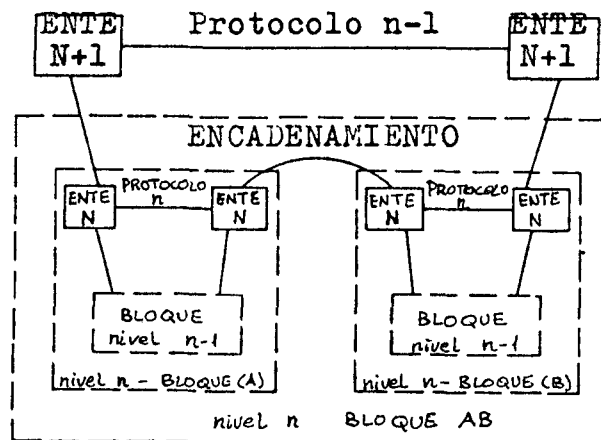 ENTE
N+1
Protocolo n-1
ENTE
N+1
ENCADENAMIENTO
ENTE
N
PROTOCOLO
n
ENTE
N
ENTE
N
PROTOCOLO
n
ENTE
N
BLOQUE
nivel n-1
BLOQUE
nivel n-1
nivel n - BLOQUE (A)
nivel n- BLOQUE (B)
nivel n BLOQUE AB